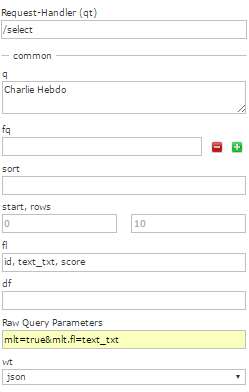 Request-Handler (qt)
/select
common
q
Charlie Hebdo
fq
sort
start, rows
0 10
fl
id, text_txt, score
df
Raw Query Parameters
mlt=true&mlt.fl=text_txt
wt
json